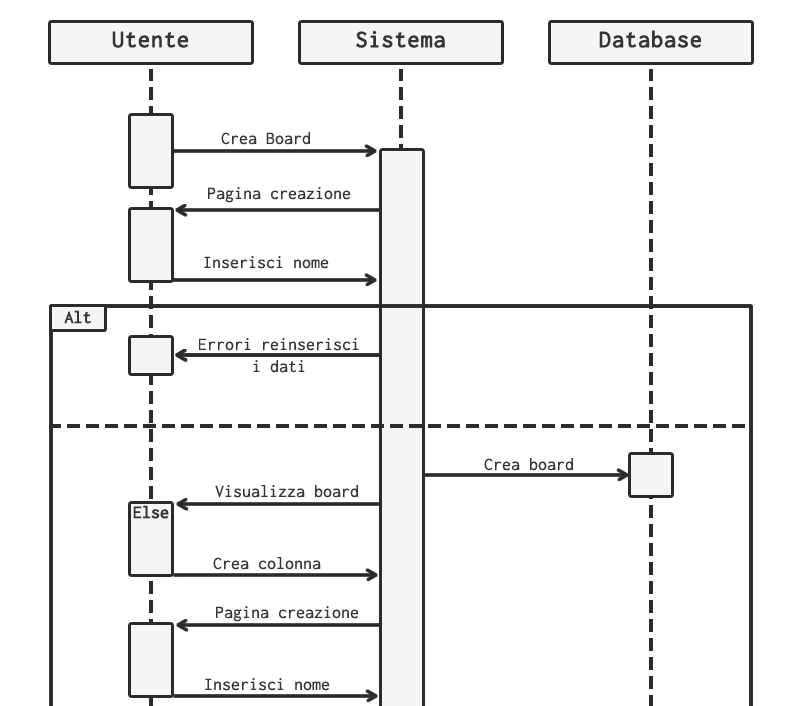 Utente
Sistema
Database
Crea Board
Pagina creazione
Inserisci nome
Alt
Errori reinserisci
i dati
Crea board
Visualizza board
Else
Crea colonna
Pagina creazione
Inserisci nome